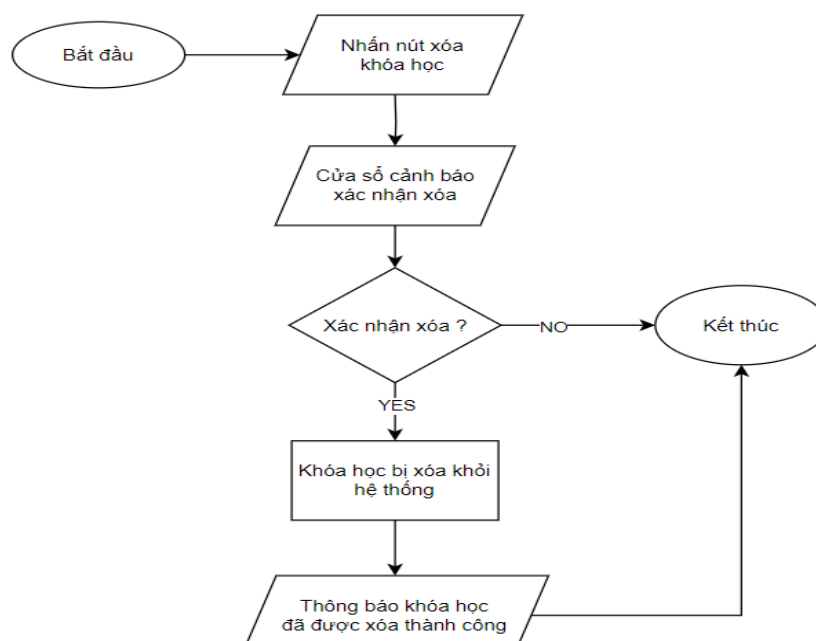 Bắt đầu
Nhấn nút xóa
khóa học
Cửa sổ cảnh báo
xác nhận xóa
Xác nhận xóa ?
NO
Kết thúc
YES
Khóa học bị xóa khỏi
hệ thống
Thông báo khóa học
đã được xóa thành công